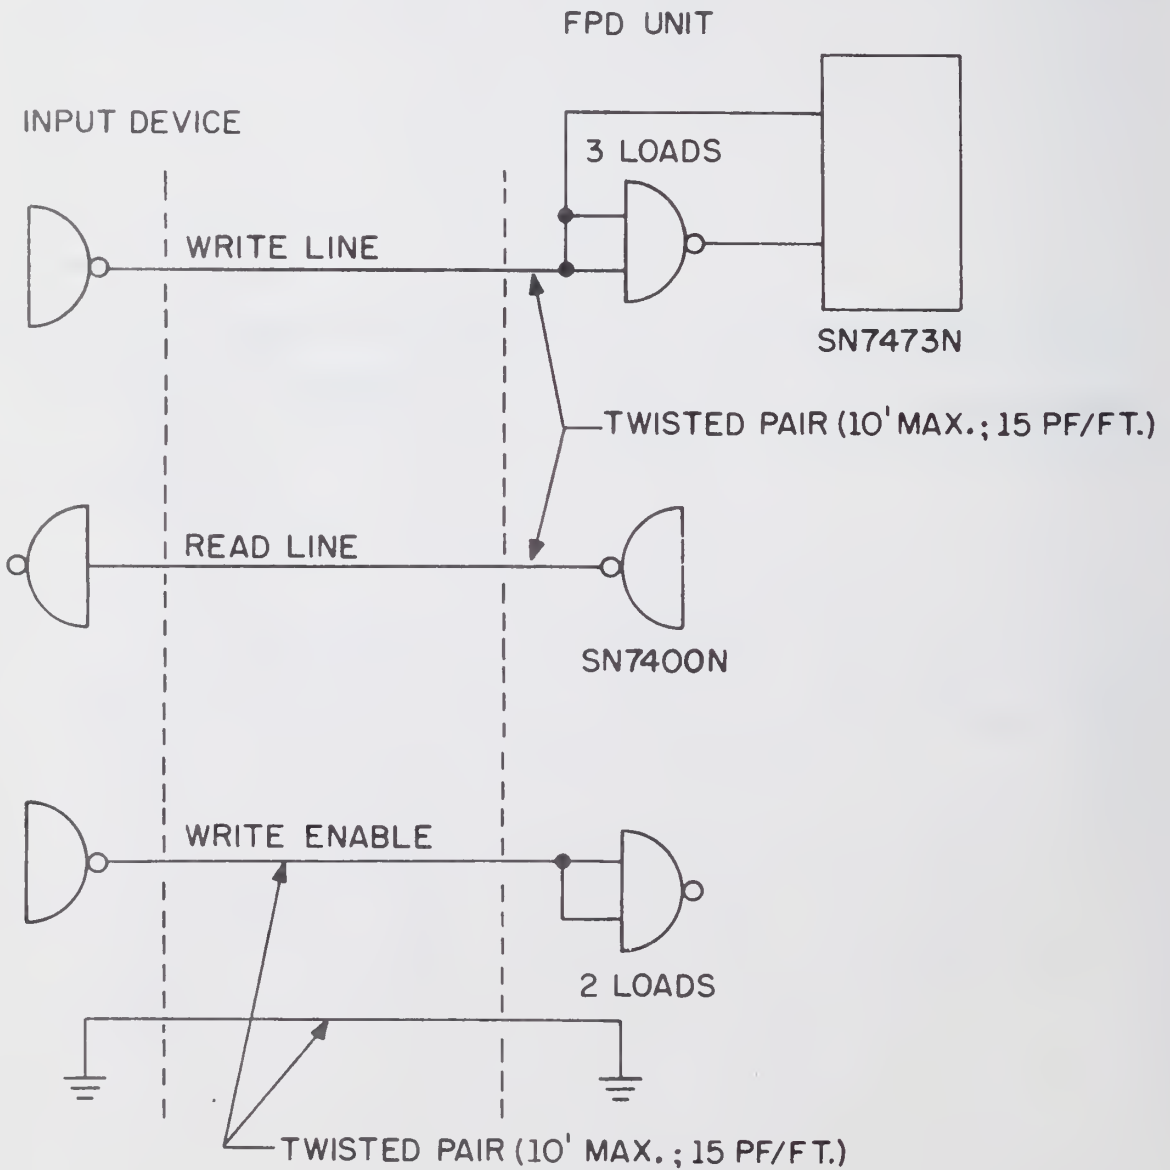 FPD UNIT
INPUT DEVICE
3 LOADS
WRITE LINE
SN7473N
TWISTED PAIR (10' MAX.; 15 PF/FT.)
READ LINE
SN7400N
WRITE ENABLE
2 LOADS
TWISTED PAIR (10' MAX.; 15 PF/FT.)